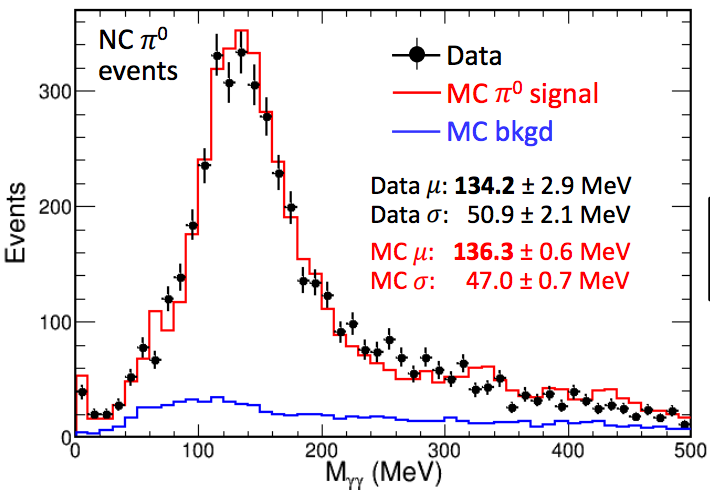 NC π⁰
events
Data
MC π⁰ signal
MC bkgd
Data μ: 134.2 ± 2.9 MeV
Data σ: 50.9 ± 2.1 MeV
MC μ: 136.3 ± 0.6 MeV
MC σ: 47.0 ± 0.7 MeV
Events
300
200
100
0
0 100 200 300 400 500
Mγγ (MeV)